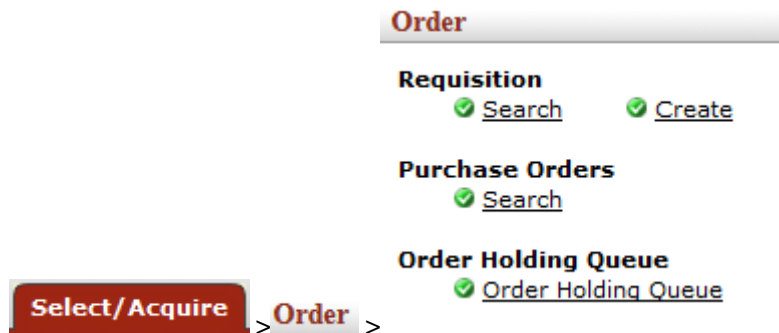 Order
Requisition
Search Create
Purchase Orders
Search
Order Holding Queue
Order Holding Queue
Select/Acquire > Order >